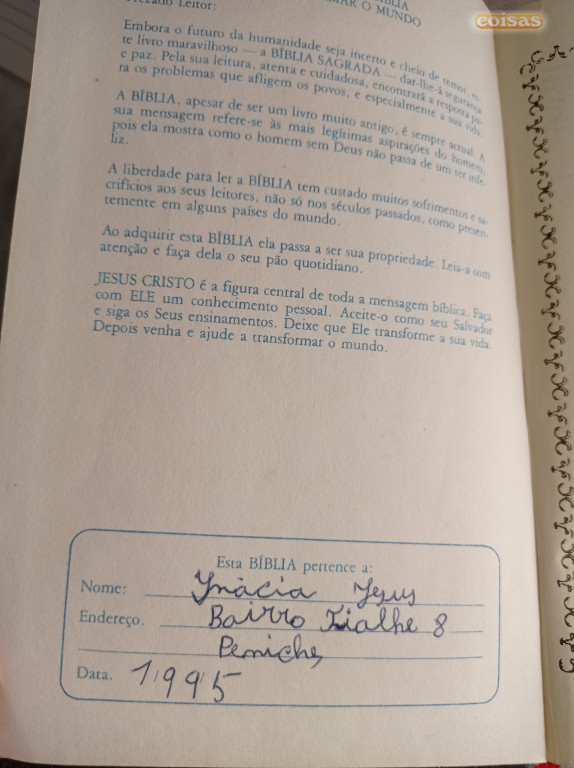 coisas
BÍBLIA
MAR O MUNDO
Prezado Leitor:
Embora o futuro da humanidade seja incerto e cheio de temor, es-
te livro maravilhoso — a BÍBLIA SAGRADA — dar-lhe-á segurança
e paz. Pela sua leitura, atenta e cuidadosa, encontrará a resposta pa-
ra os problemas que afligem os povos, e especialmente a sua vida.
A BÍBLIA, apesar de ser um livro muito antigo, é sempre actual. A
sua mensagem refere-se às mais legítimas aspirações do homem,
pois ela mostra como o homem sem Deus não passa de um ser infe-
liz.
A liberdade para ler a BÍBLIA tem custado muitos sofrimentos e sa-
crifícios aos seus leitores, não só nos séculos passados, como presen-
temente em alguns países do mundo.
Ao adquirir esta BÍBLIA ela passa a ser sua propriedade. Leia-a com
atenção e faça dela o seu pão quotidiano.
JESUS CRISTO é a figura central de toda a mensagem bíblica. Faça
com ELE um conhecimento pessoal. Aceite-o como seu Salvador
e siga os Seus ensinamentos. Deixe que Ele transforme a sua vida.
Depois venha e ajude a transformar o mundo.
Esta BÍBLIA pertence a:
Nome: Inácia Jesus
Endereço. Bairro 8
Peniche
Data. 1995